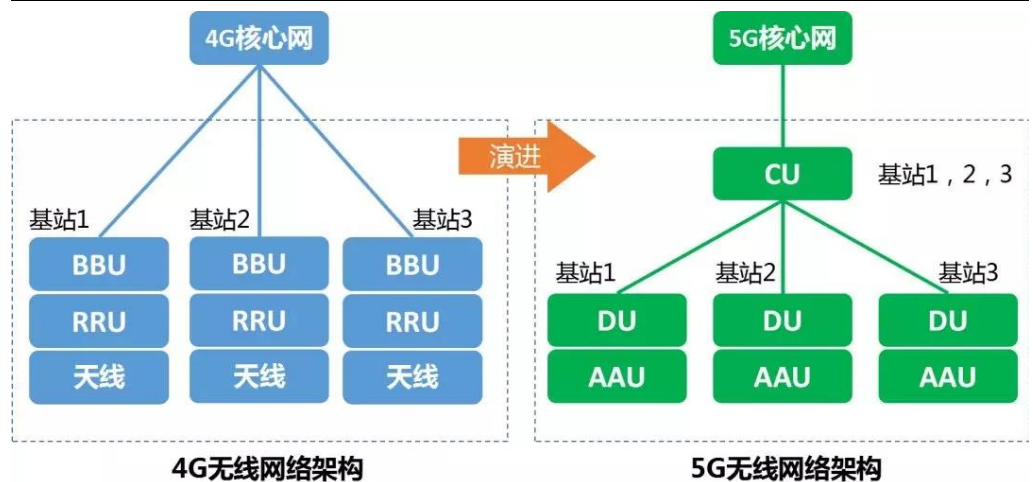 4G核心网
5G核心网
演进
CU
基站1，2，3
基站1
基站2
基站3
BBU
BBU
BBU
RRU
RRU
RRU
天线
天线
天线
基站1
基站2
基站3
DU
DU
DU
AAU
AAU
AAU
4G无线网络架构
5G无线网络架构